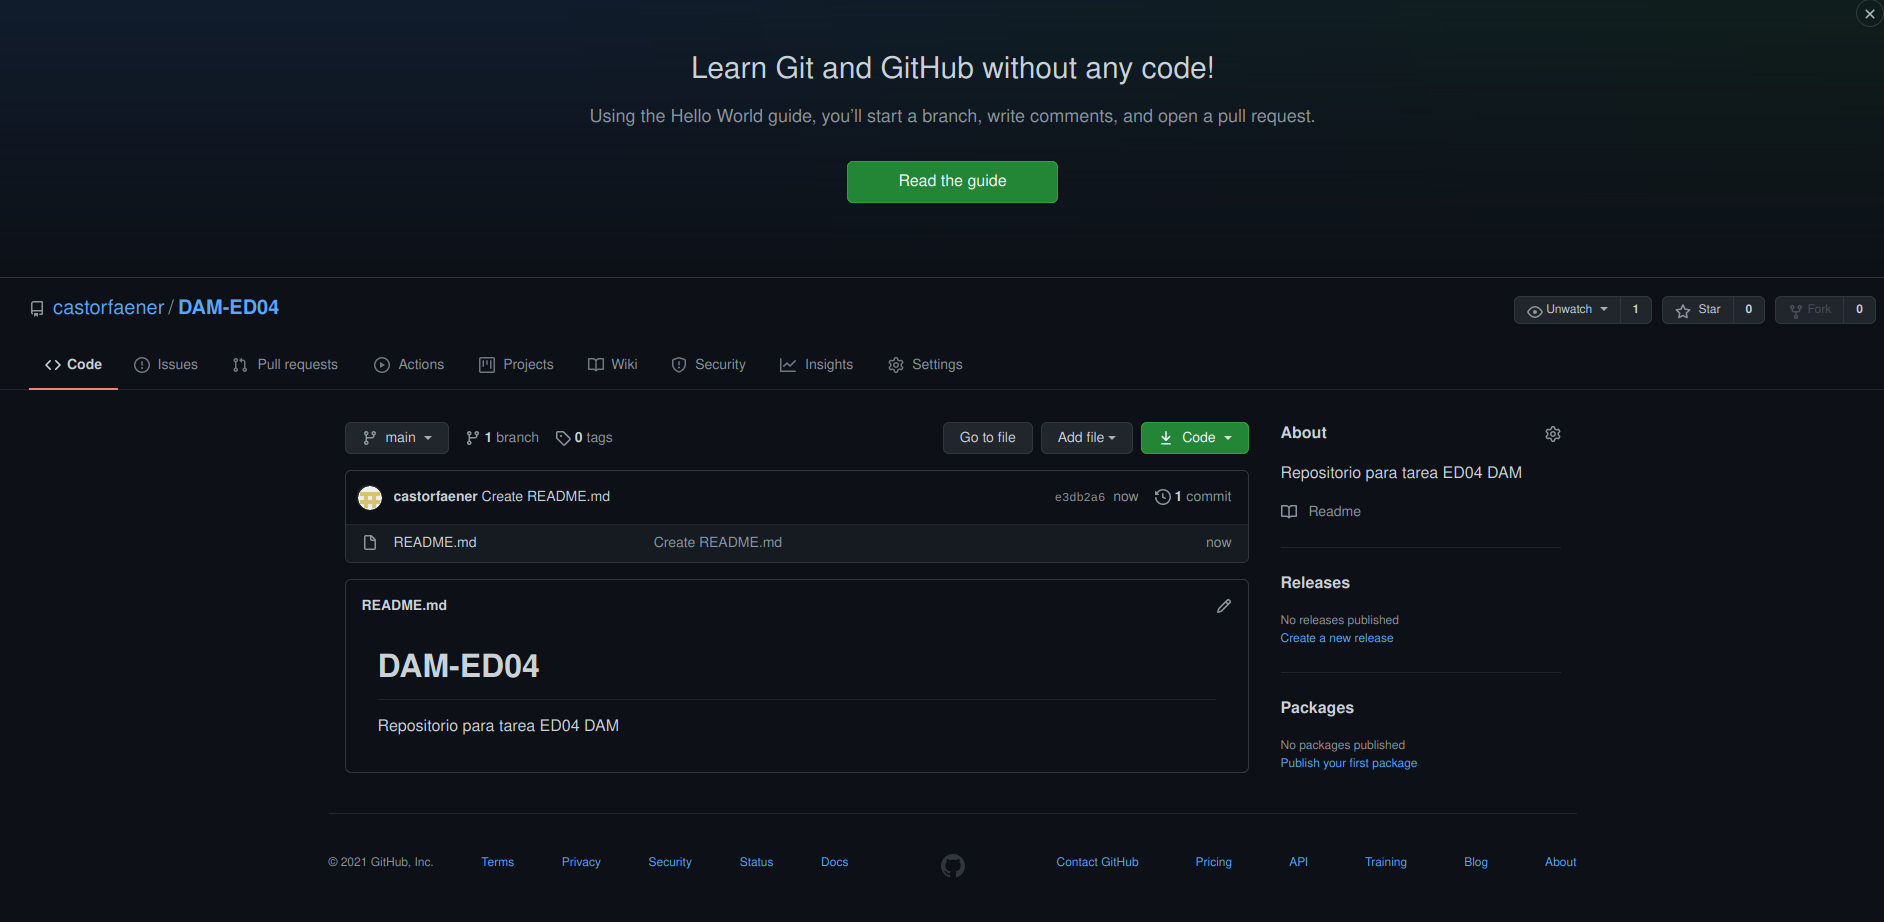 Learn Git and GitHub without any code!
Using the Hello World guide, you'll start a branch, write comments, and open a pull request.
Read the guide
castorfaener / DAM-ED04
Unwatch 1 Star 0 Fork 0
Code Issues Pull requests Actions Projects Wiki Security Insights Settings
main 1 branch 0 tags Go to file Add file Code
castorfaener Create README.md e3db2a6 now 1 commit
README.md Create README.md now
README.md
DAM-ED04
Repositorio para tarea ED04 DAM
About
Repositorio para tarea ED04 DAM
Readme
Releases
No releases published
Create a new release
Packages
No packages published
Publish your first package
© 2021 GitHub, Inc. Terms Privacy Security Status Docs Contact GitHub Pricing API Training Blog About